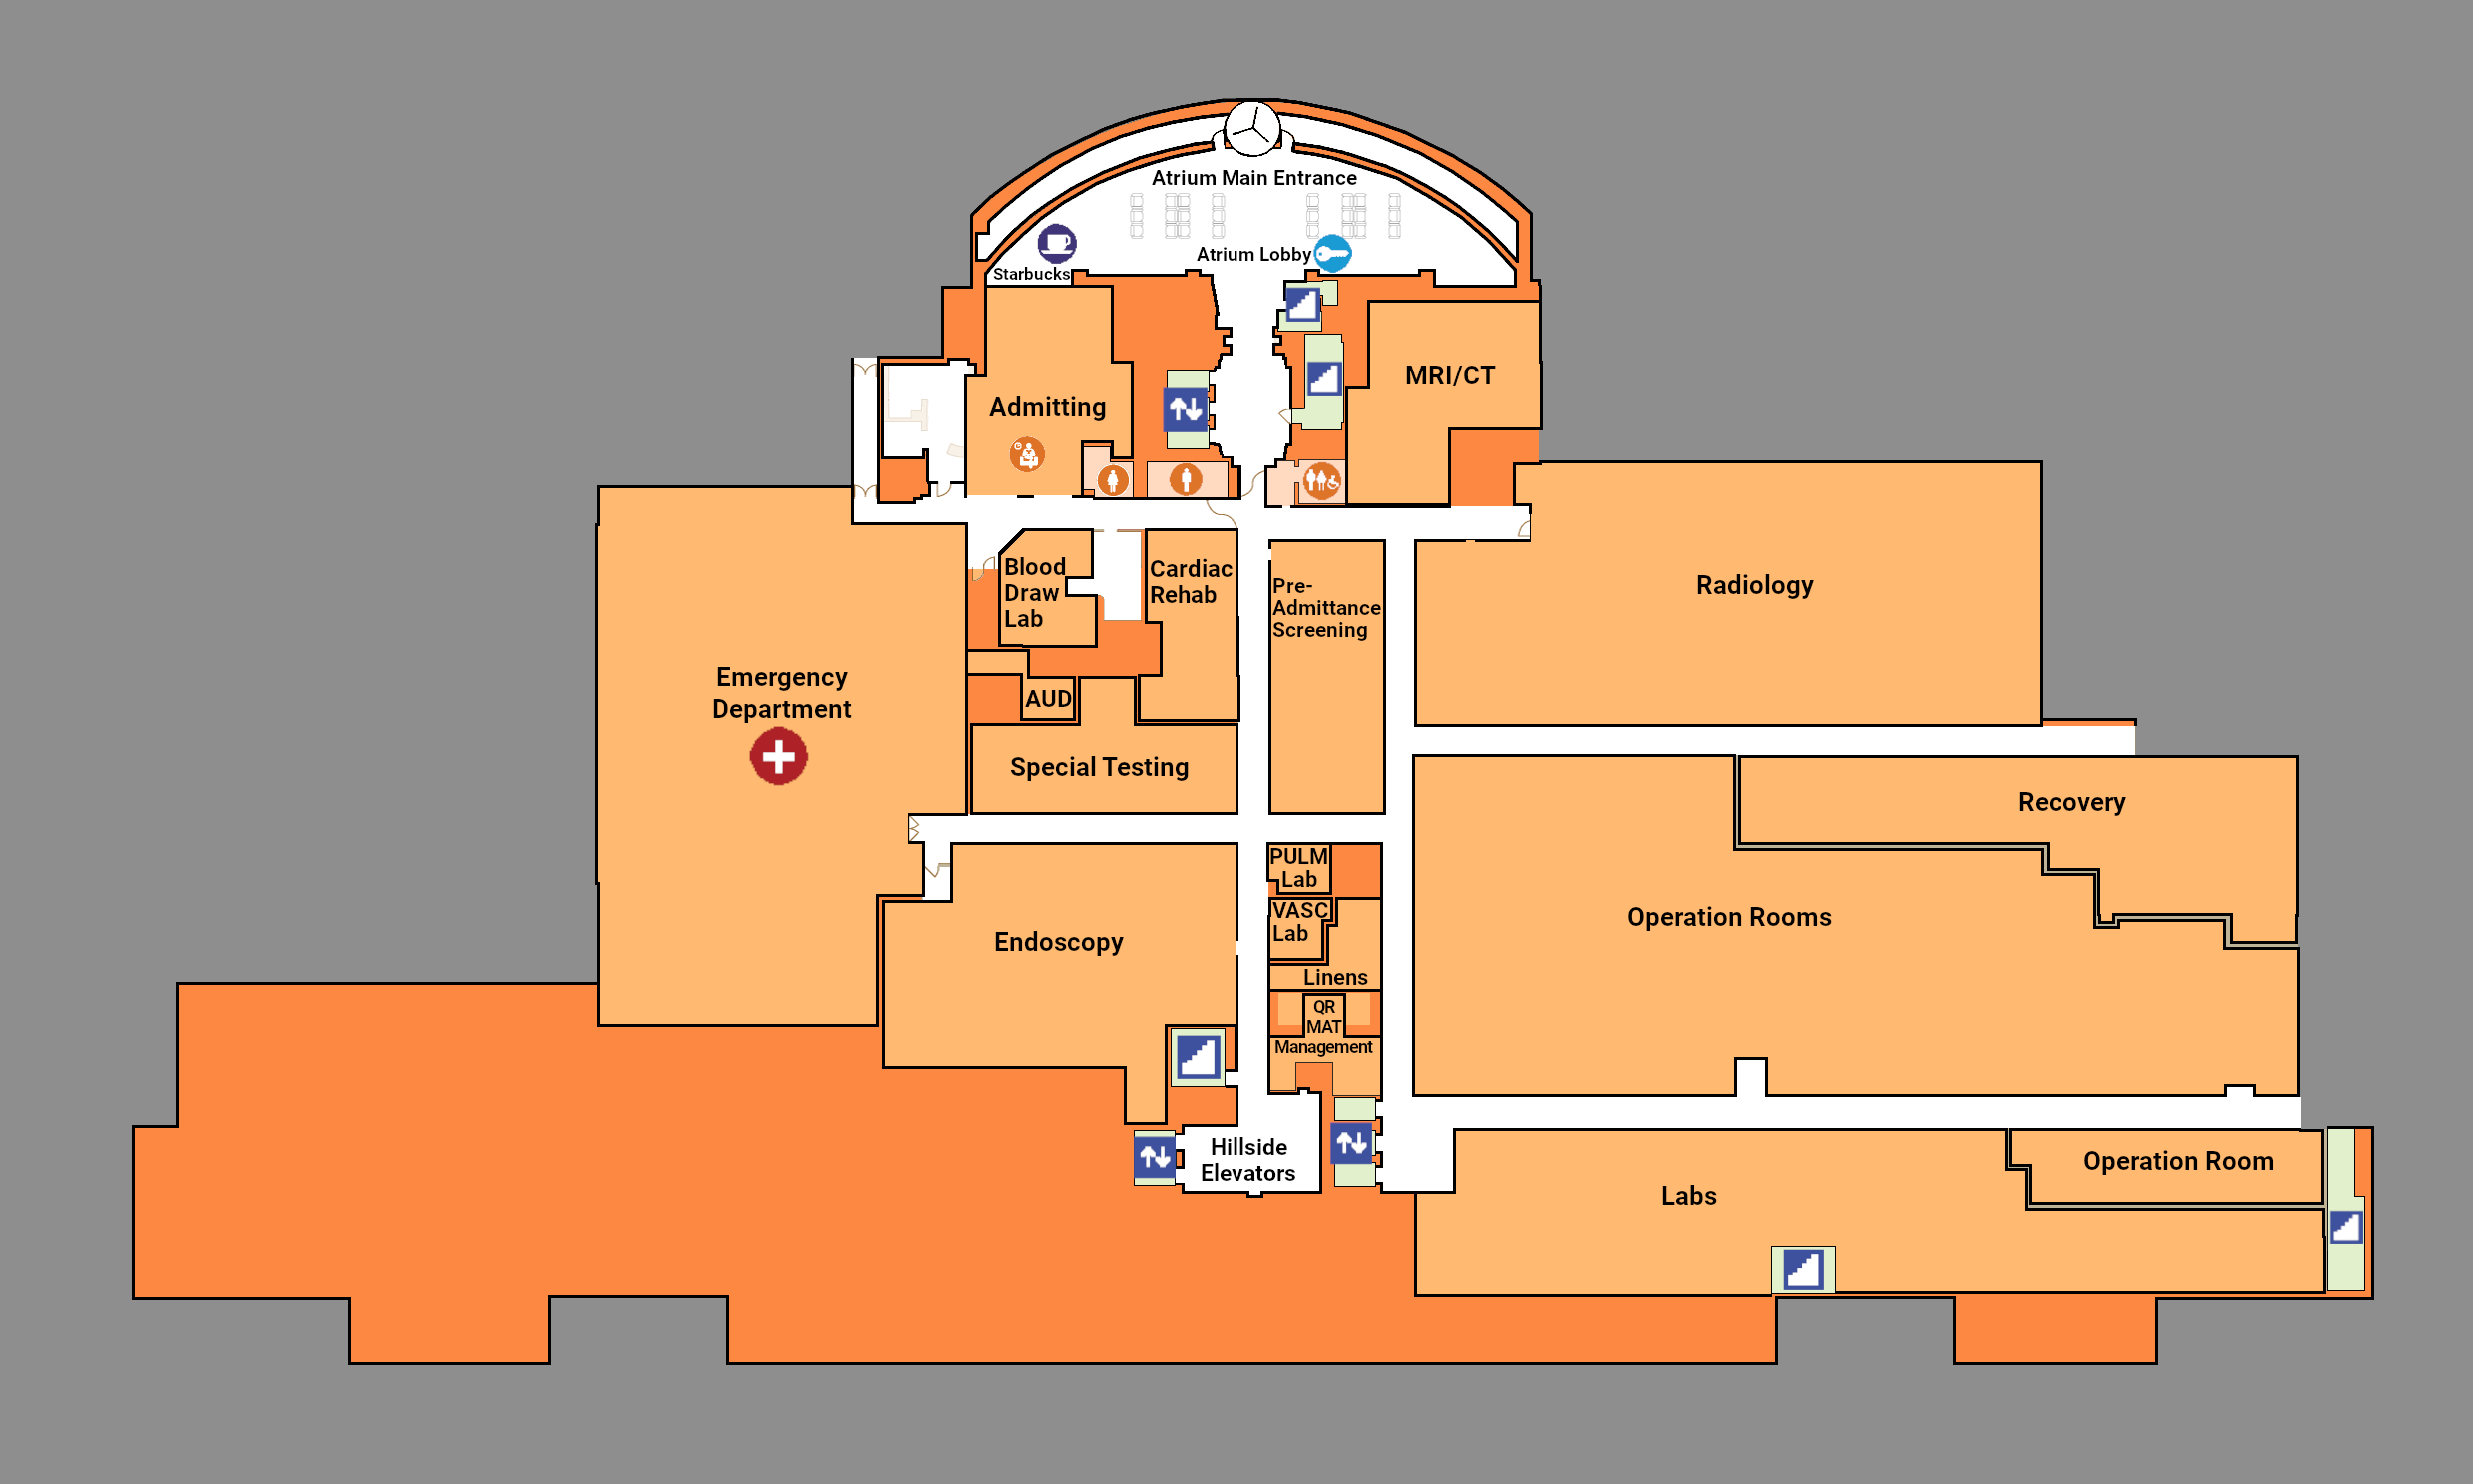 Atrium Main Entrance
Atrium Lobby
Starbucks
MRI/CT
Admitting
Blood
Draw
Lab
Cardiac
Rehab
Pre-
Admittance
Screening
Radiology
Emergency
Department
AUD
Special Testing
Recovery
PULM
Lab
VASC
Lab
Operation Rooms
Endoscopy
Linens
QR
MAT
Management
Hillside
Elevators
Operation Room
Labs